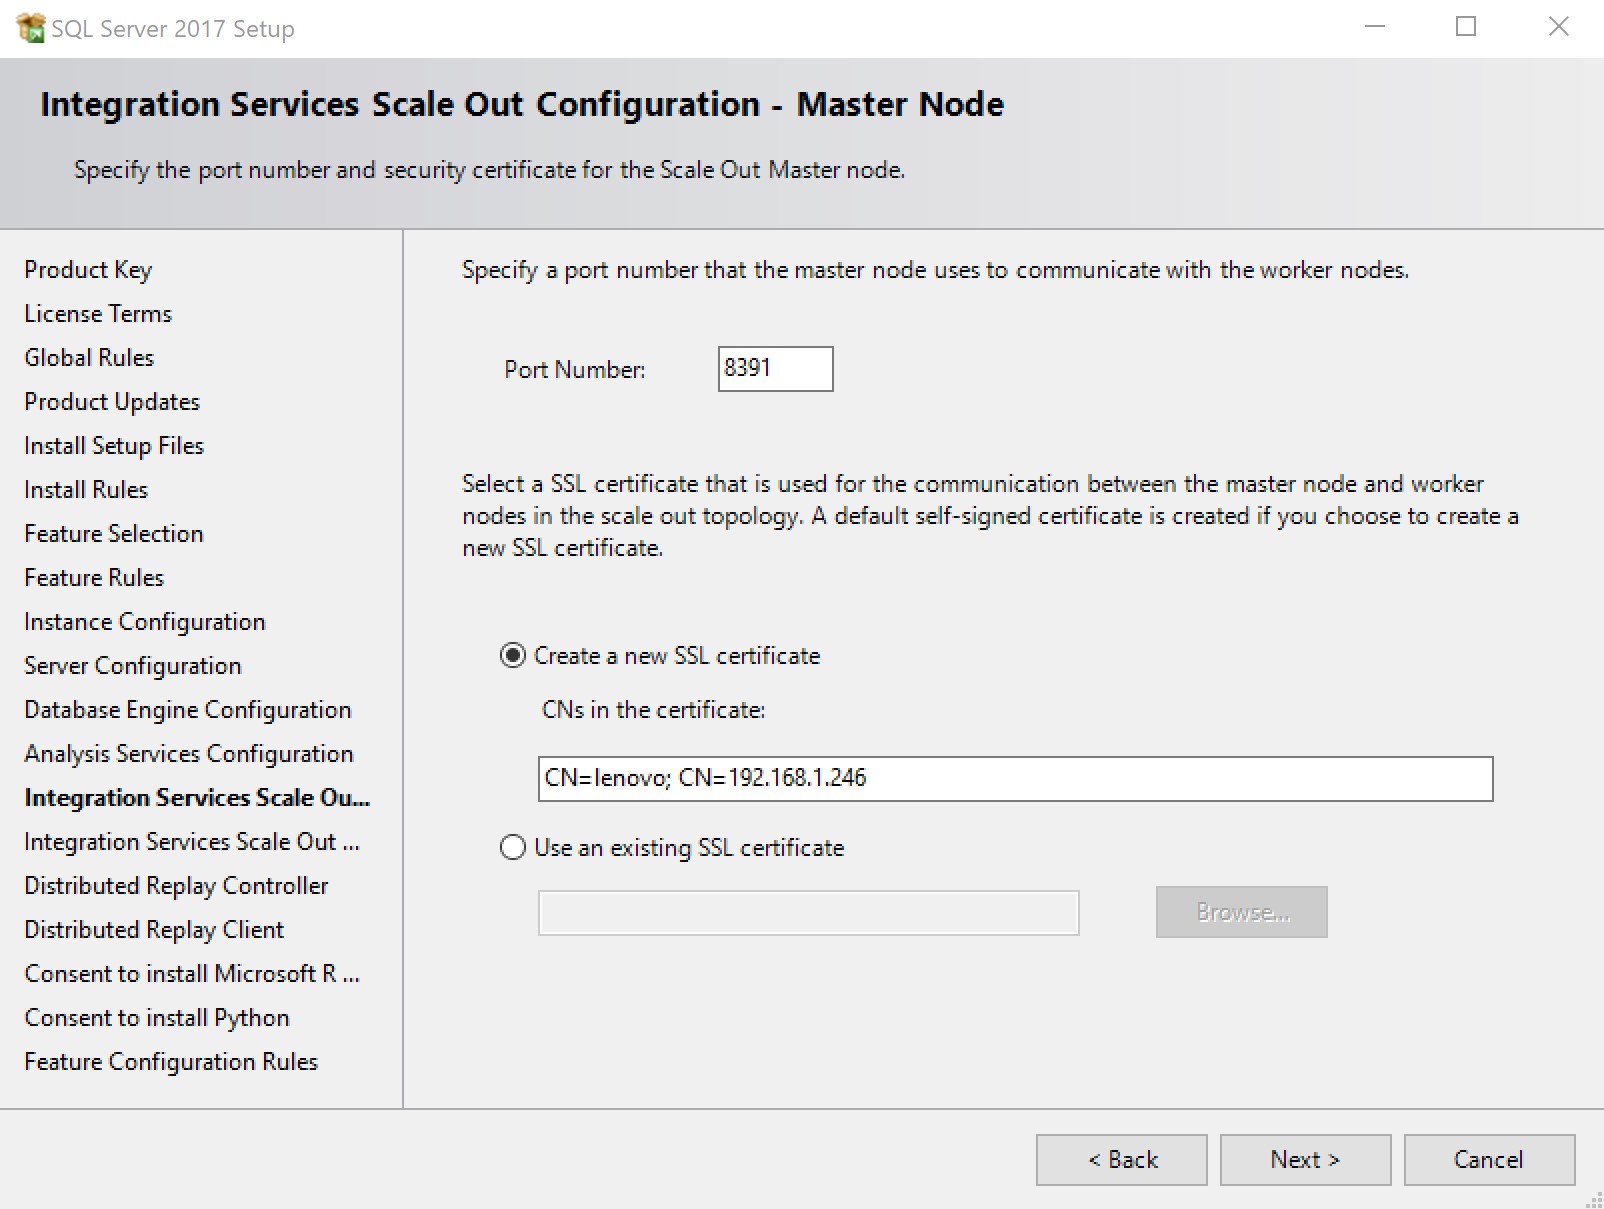 SQL Server 2017 Setup
Integration Services Scale Out Configuration - Master Node
Specify the port number and security certificate for the Scale Out Master node.
Product Key
License Terms
Global Rules
Product Updates
Install Setup Files
Install Rules
Feature Selection
Feature Rules
Instance Configuration
Server Configuration
Database Engine Configuration
Analysis Services Configuration
Integration Services Scale Ou...
Integration Services Scale Out ...
Distributed Replay Controller
Distributed Replay Client
Consent to install Microsoft R ...
Consent to install Python
Feature Configuration Rules
Specify a port number that the master node uses to communicate with the worker nodes.
Port Number: 8391
Select a SSL certificate that is used for the communication between the master node and worker
nodes in the scale out topology. A default self-signed certificate is created if you choose to create a
new SSL certificate.
Create a new SSL certificate
CNs in the certificate:
CN=lenovo; CN=192.168.1.246
Use an existing SSL certificate
Browse...
< Back Next > Cancel